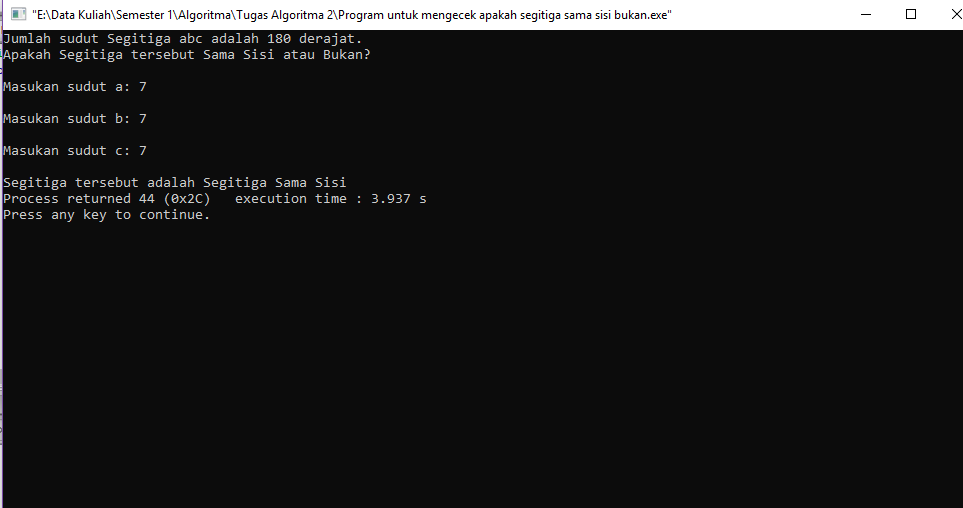 "E:\Data Kuliah\Semester 1\Algoritma\Tugas Algoritma 2\Program untuk mengecek apakah segitiga sama sisi bukan.exe"
Jumlah sudut Segitiga abc adalah 180 derajat.
Apakah Segitiga tersebut Sama Sisi atau Bukan?
Masukan sudut a: 7
Masukan sudut b: 7
Masukan sudut c: 7
Segitiga tersebut adalah Segitiga Sama Sisi
Process returned 44 (0x2C)   execution time : 3.937 s
Press any key to continue.